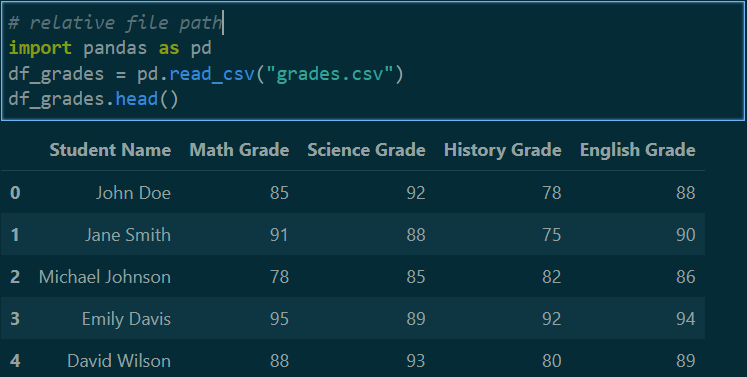 # relative file path
import pandas as pd
df_grades = pd.read_csv("grades.csv")
df_grades.head()
Student Name Math Grade Science Grade History Grade English Grade
0 John Doe 85 92 78 88
1 Jane Smith 91 88 75 90
2 Michael Johnson 78 85 82 86
3 Emily Davis 95 89 92 94
4 David Wilson 88 93 80 89